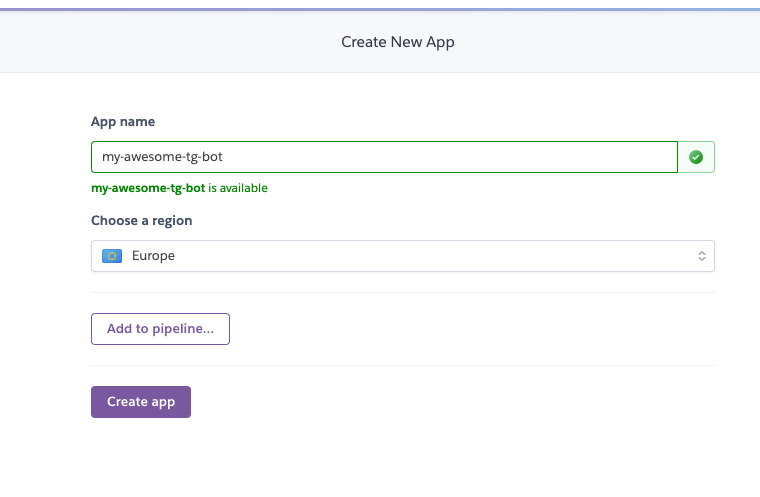 Create New App
App name
my-awesome-tg-bot
my-awesome-tg-bot is available
Choose a region
Europe
Add to pipeline...
Create app